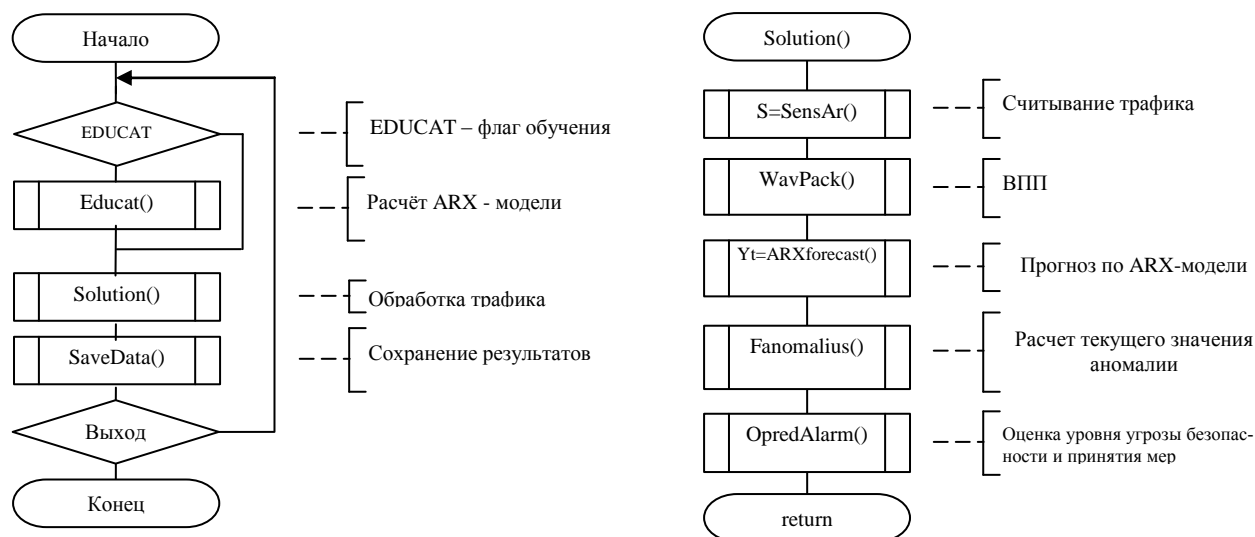 Начало
EDUCAT
EDUCAT – флаг обучения
Educat()
Расчёт ARX - модели
Solution()
Обработка трафика
SaveData()
Сохранение результатов
Выход
Конец
Solution()
S=SensAr()
Считывание трафика
WavPack()
ВПП
Yt=ARXforecast()
Прогноз по ARX-модели
Fanomalius()
Расчет текущего значения
аномалии
OpredAlarm()
Оценка уровня угрозы безопас-
ности и принятия мер
return